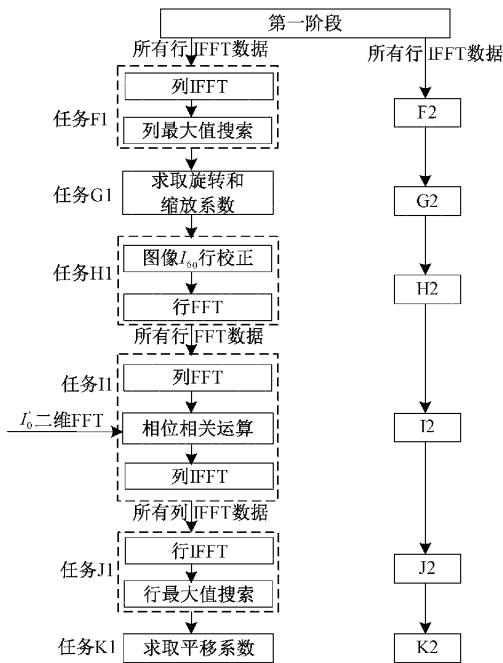 第一阶段
所有行IFFT数据
所有行IFFT数据
列IFFT
任务F1
列最大值搜索
F2
任务G1
求取旋转和
缩放系数
G2
图像I₆₀行校正
任务H1
行FFT
H2
所有行FFT数据
列FFT
任务I1
I₀′二维FFT
相位相关运算
I2
列IFFT
所有列IFFT数据
行IFFT
任务J1
行最大值搜索
J2
任务K1
求取平移系数
K2